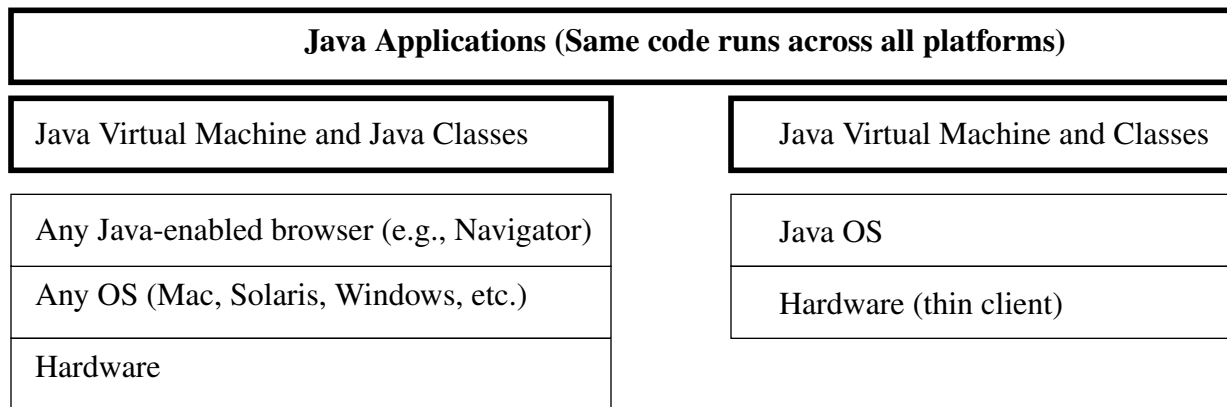 Java Applications (Same code runs across all platforms)
Java Virtual Machine and Java Classes
Any Java-enabled browser (e.g., Navigator)
Any OS (Mac, Solaris, Windows, etc.)
Hardware
Java Virtual Machine and Classes
Java OS
Hardware (thin client)